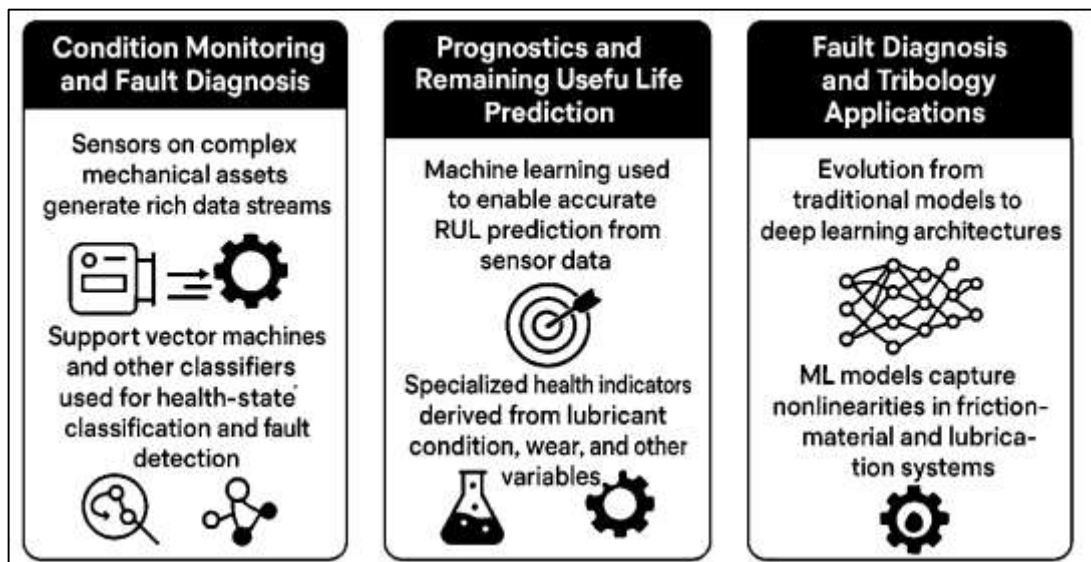 Condition Monitoring
and Fault Diagnosis
Sensors on complex
mechanical assets
generate rich data streams
Support vector machines
and other classifiers
used for health-state
classification and fault
detection
Prognostics and
Remaining Usefu Life
Prediction
Machine learning used
to enable accurate
RUL prediction from
sensor data
Specialized health indicators
derived from lubricant
condition, wear, and other
variables
Fault Diagnosis
and Tribology
Applications
Evolution from
traditional models to
deep learning architectures
ML models capture
nonlinearities in friction-
material and lubrica-
tion systems